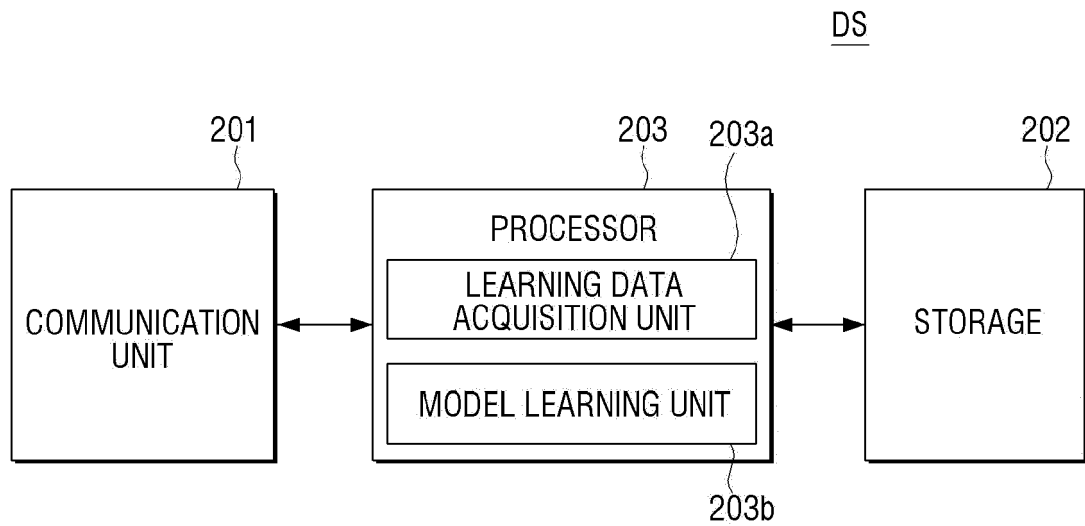 DS
201
203
203a
202
PROCESSOR
LEARNING DATA
ACQUISITION UNIT
COMMUNICATION
UNIT
STORAGE
MODEL LEARNING UNIT
203b